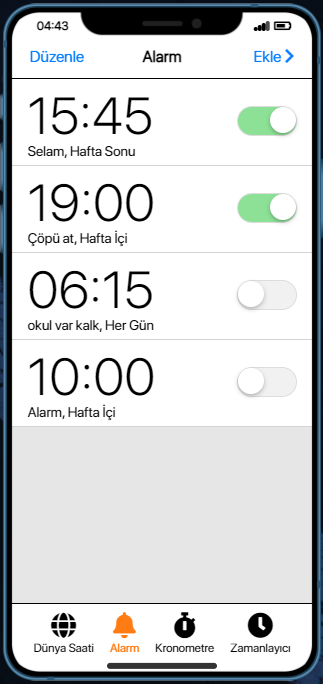 04:43
Düzenle Alarm Ekle
15:45
Selam, Hafta Sonu
19:00
Çöpü at, Hafta İçi
06:15
okul var kalk, Her Gün
10:00
Alarm, Hafta İçi
Dünya Saati Alarm Kronometre Zamanlayıcı